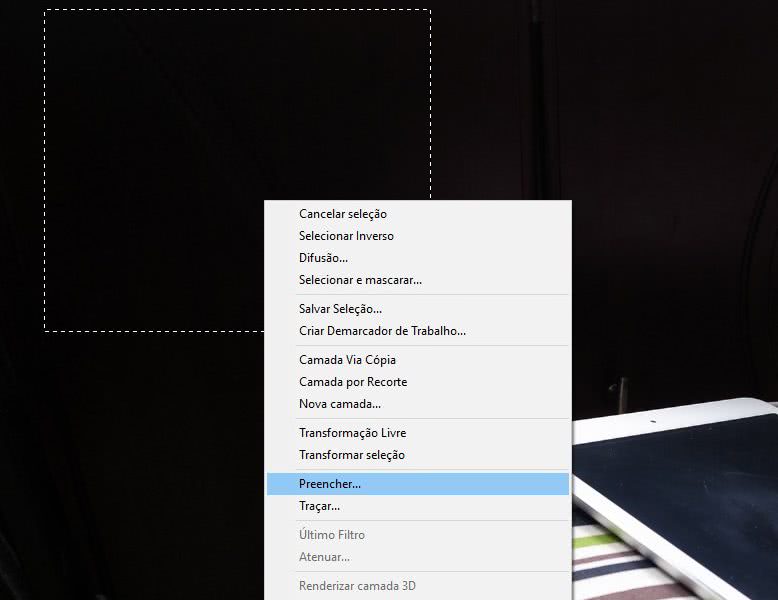 Cancelar seleção
Selecionar Inverso
Difusão...
Selecionar e mascarar...
Salvar Seleção...
Criar Demarcador de Trabalho...
Camada Via Cópia
Camada por Recorte
Nova camada...
Transformação Livre
Transformar seleção
Preencher...
Traçar...
Último Filtro
Atenuar...
Renderizar camada 3D